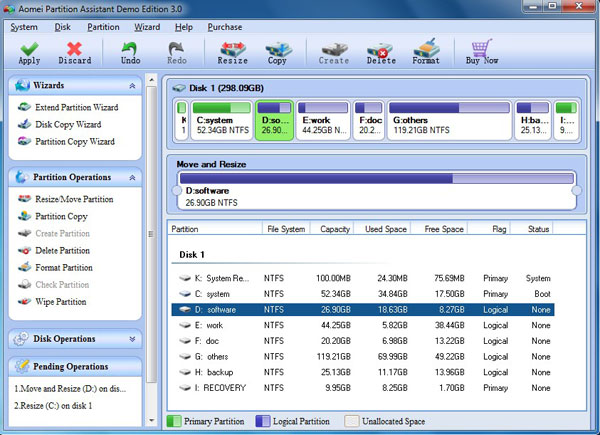 Aomei Partition Assistant Demo Edition 3.0
System Disk Partition Wizard Help Purchase
Apply Discard Undo Redo Resize Copy Create Delete Format Buy Now
Wizards
Extend Partition Wizard
Disk Copy Wizard
Partition Copy Wizard
Partition Operations
Resize/Move Partition
Partition Copy
Create Partition
Delete Partition
Format Partition
Check Partition
Wipe Partition
Disk Operations
Pending Operations
1.Move and Resize (D:) on dis...
2.Resize (C:) on disk 1
Disk 1 (298.09GB)
K C:system D:so... E:work F:doc G:others H:ba... I:...
1 52.34GB NTFS 26.90... 44.25GB N... 20.2... 119.21GB NTFS 25.13... 9....
Move and Resize
D:software
26.90GB NTFS
Partition File System Capacity Used Space Free Space Flag Status
Disk 1
K: System Re... NTFS 100.00MB 24.30MB 75.69MB Primary System
C: system NTFS 52.34GB 34.84GB 17.50GB Primary Boot
D: software NTFS 26.90GB 18.63GB 8.27GB Logical None
E: work NTFS 44.25GB 5.82GB 38.44GB Logical None
F: doc NTFS 20.20GB 6.98GB 13.22GB Logical None
G: others NTFS 119.21GB 69.99GB 49.22GB Logical None
H: backup NTFS 25.13GB 11.17GB 13.96GB Logical None
I: RECOVERY NTFS 9.95GB 8.25GB 1.70GB Primary None
Primary Partition Logical Partition Unallocated Space